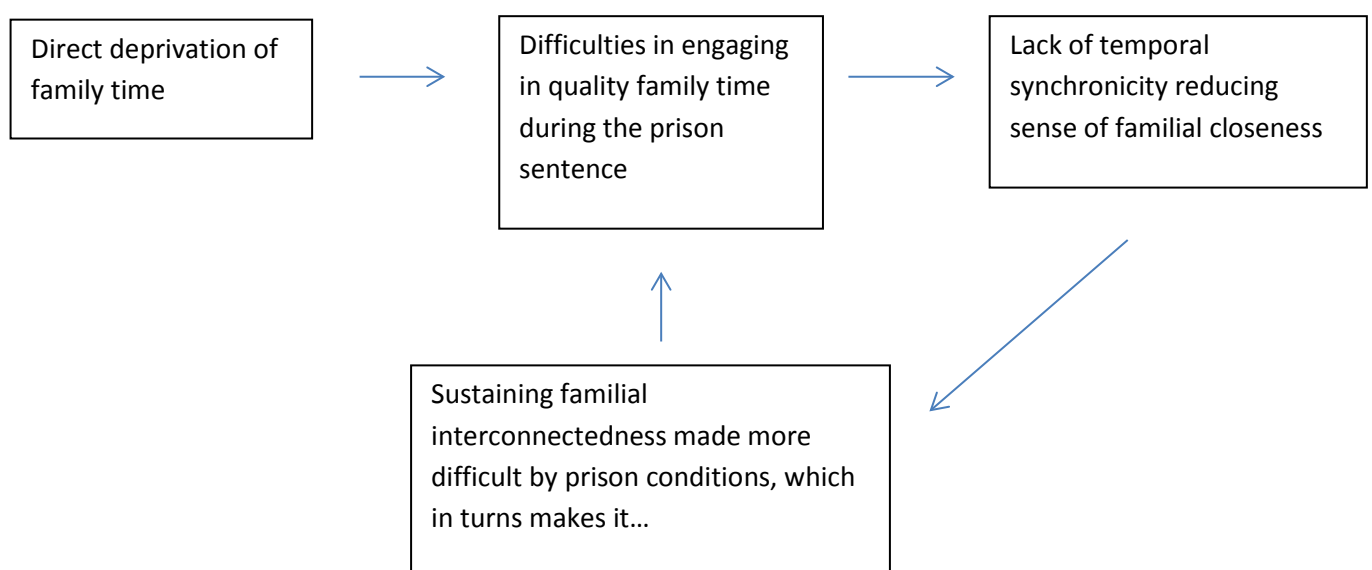 Direct deprivation of
family time
Difficulties in engaging
in quality family time
during the prison
sentence
Lack of temporal
synchronicity reducing
sense of familial closeness
Sustaining familial
interconnectedness made more
difficult by prison conditions, which
in turns makes it…